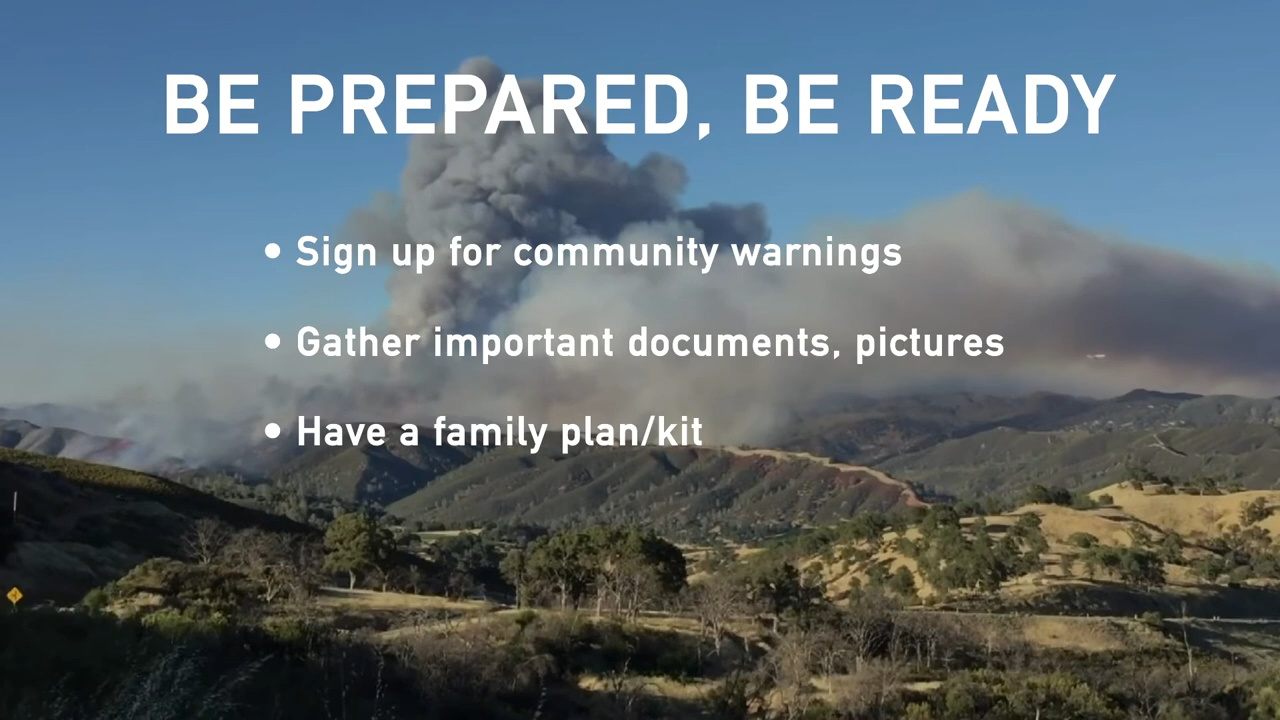 BE PREPARED, BE READY
• Sign up for community warnings
• Gather important documents, pictures
• Have a family plan/kit